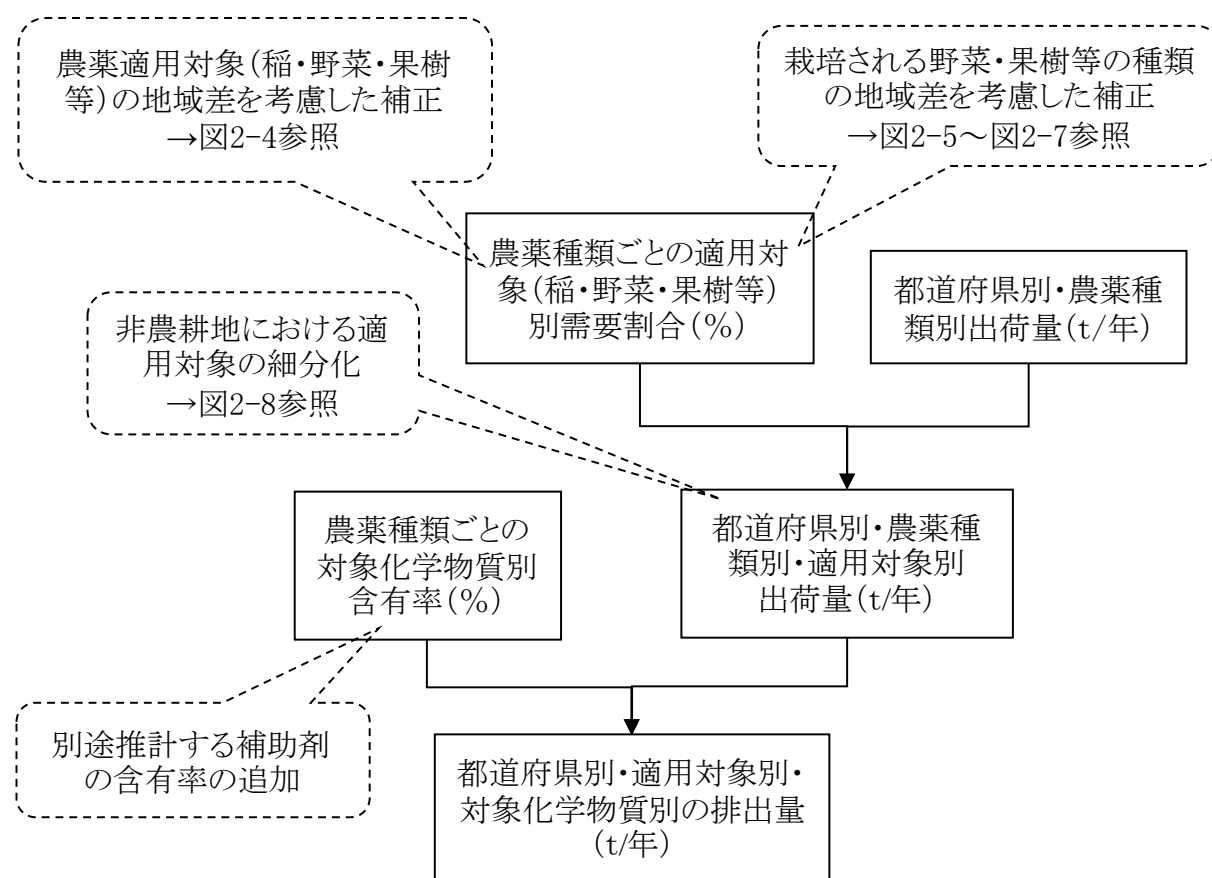 農薬適用対象(稲・野菜・果樹
等)の地域差を考慮した補正
→図2-4参照
栽培される野菜・果樹等の種類
の地域差を考慮した補正
→図2-5～図2-7参照
農薬種類ごとの適用対
象(稲・野菜・果樹等)
別需要割合(%)
都道府県別・農薬種
類別出荷量(t/年)
非農耕地における適
用対象の細分化
→図2-8参照
農薬種類ごとの
対象化学物質別
含有率(%)
都道府県別・農薬種
類別・適用対象別
出荷量(t/年)
別途推計する補助剤
の含有率の追加
都道府県別・適用対象別・
対象化学物質別の排出量
(t/年)